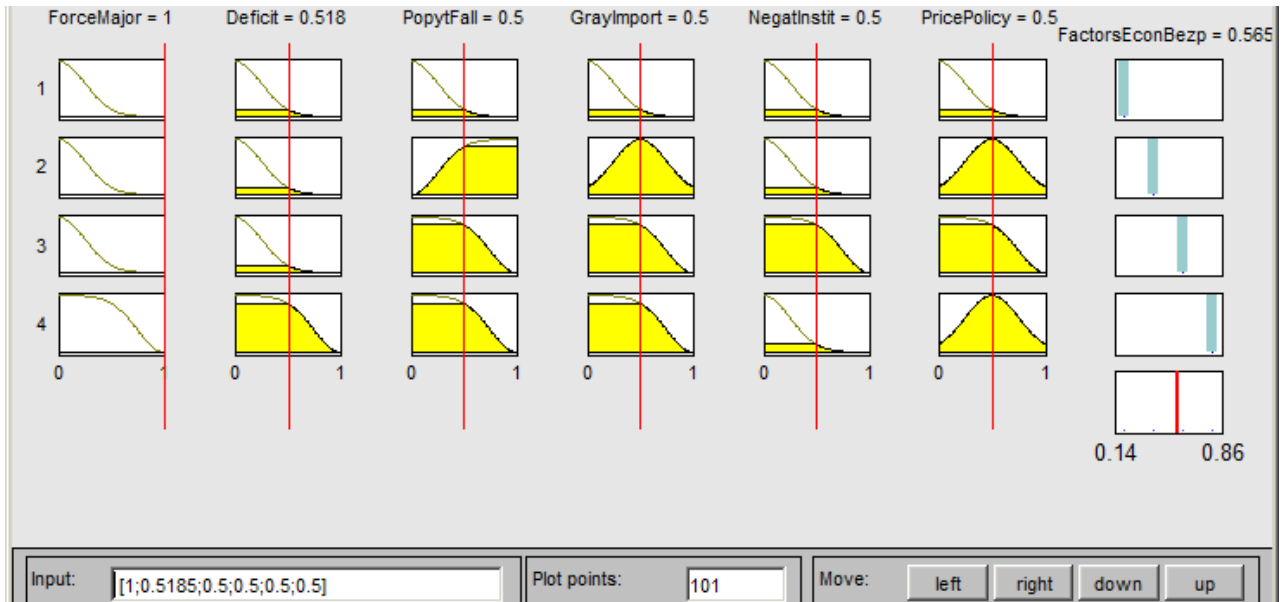 ForceMajor = 1 Deficit = 0.518 PopytFall = 0.5 GrayImport = 0.5 NegatInstit = 0.5 PricePolicy = 0.5
FactorsEconBezp = 0.565
1
2
3
4
0 1 0 1 0 1 0 1 0 1 0 1
0.14 0.86
Input: [1;0.5185;0.5;0.5;0.5;0.5] Plot points: 101 Move: left right down up